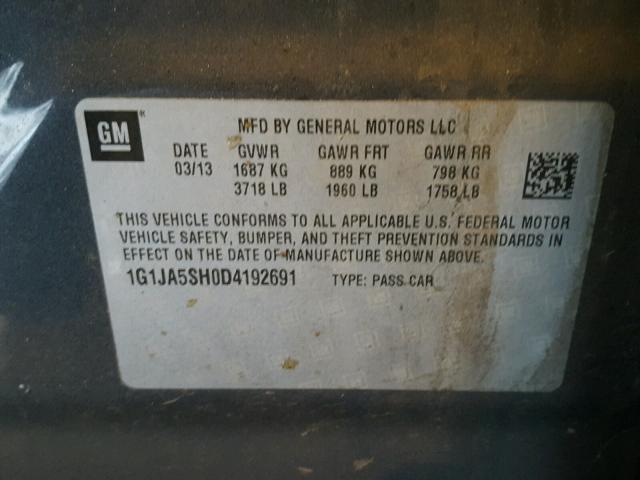 GM ®
MFD BY GENERAL MOTORS LLC
DATE GVWR GAWR FRT GAWR RR
03/13 1687 KG 889 KG 798 KG
3718 LB 1960 LB 1758 LB
THIS VEHICLE CONFORMS TO ALL APPLICABLE U.S. FEDERAL MOTOR
VEHICLE SAFETY, BUMPER, AND THEFT PREVENTION STANDARDS IN
EFFECT ON THE DATE OF MANUFACTURE SHOWN ABOVE.
1G1JA5SH0D4192691 TYPE: PASS CAR